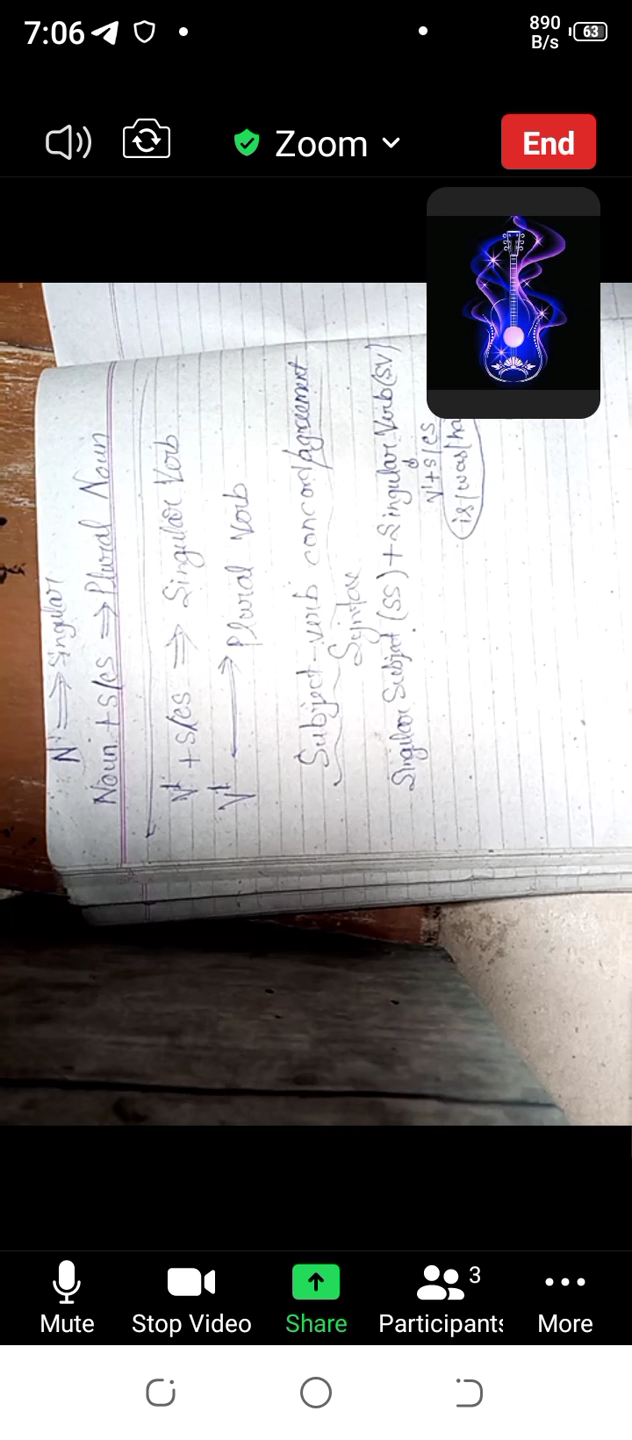 7:06
890
B/s
63
Zoom
End
N¹ ⇒ Singular
Noun + s/es ⇒ Plural Noun
V¹ + s/es ⇒ Singular Verb
V¹ → Plural Verb
Subject-verb concord/Agreement
Syntax
Singular Subject (SS) + Singular Verb (SV)
V¹+s/es
is/was/ha
Mute
Stop Video
Share
Participants
3
More